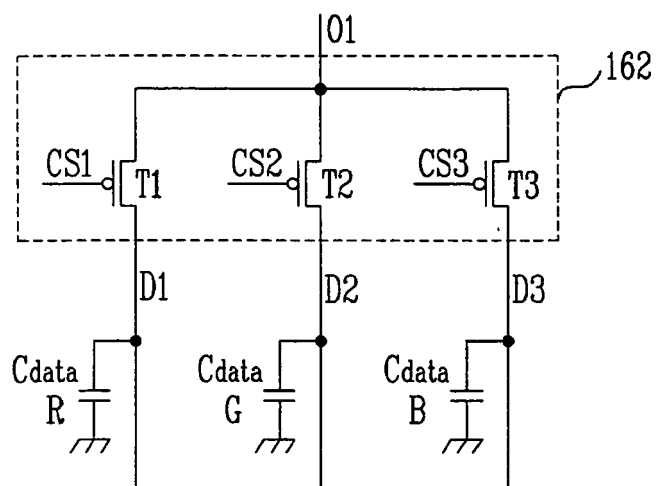 O1
162
CS1 T1 CS2 T2 CS3 T3
D1 D2 D3
Cdata Cdata Cdata
R G B